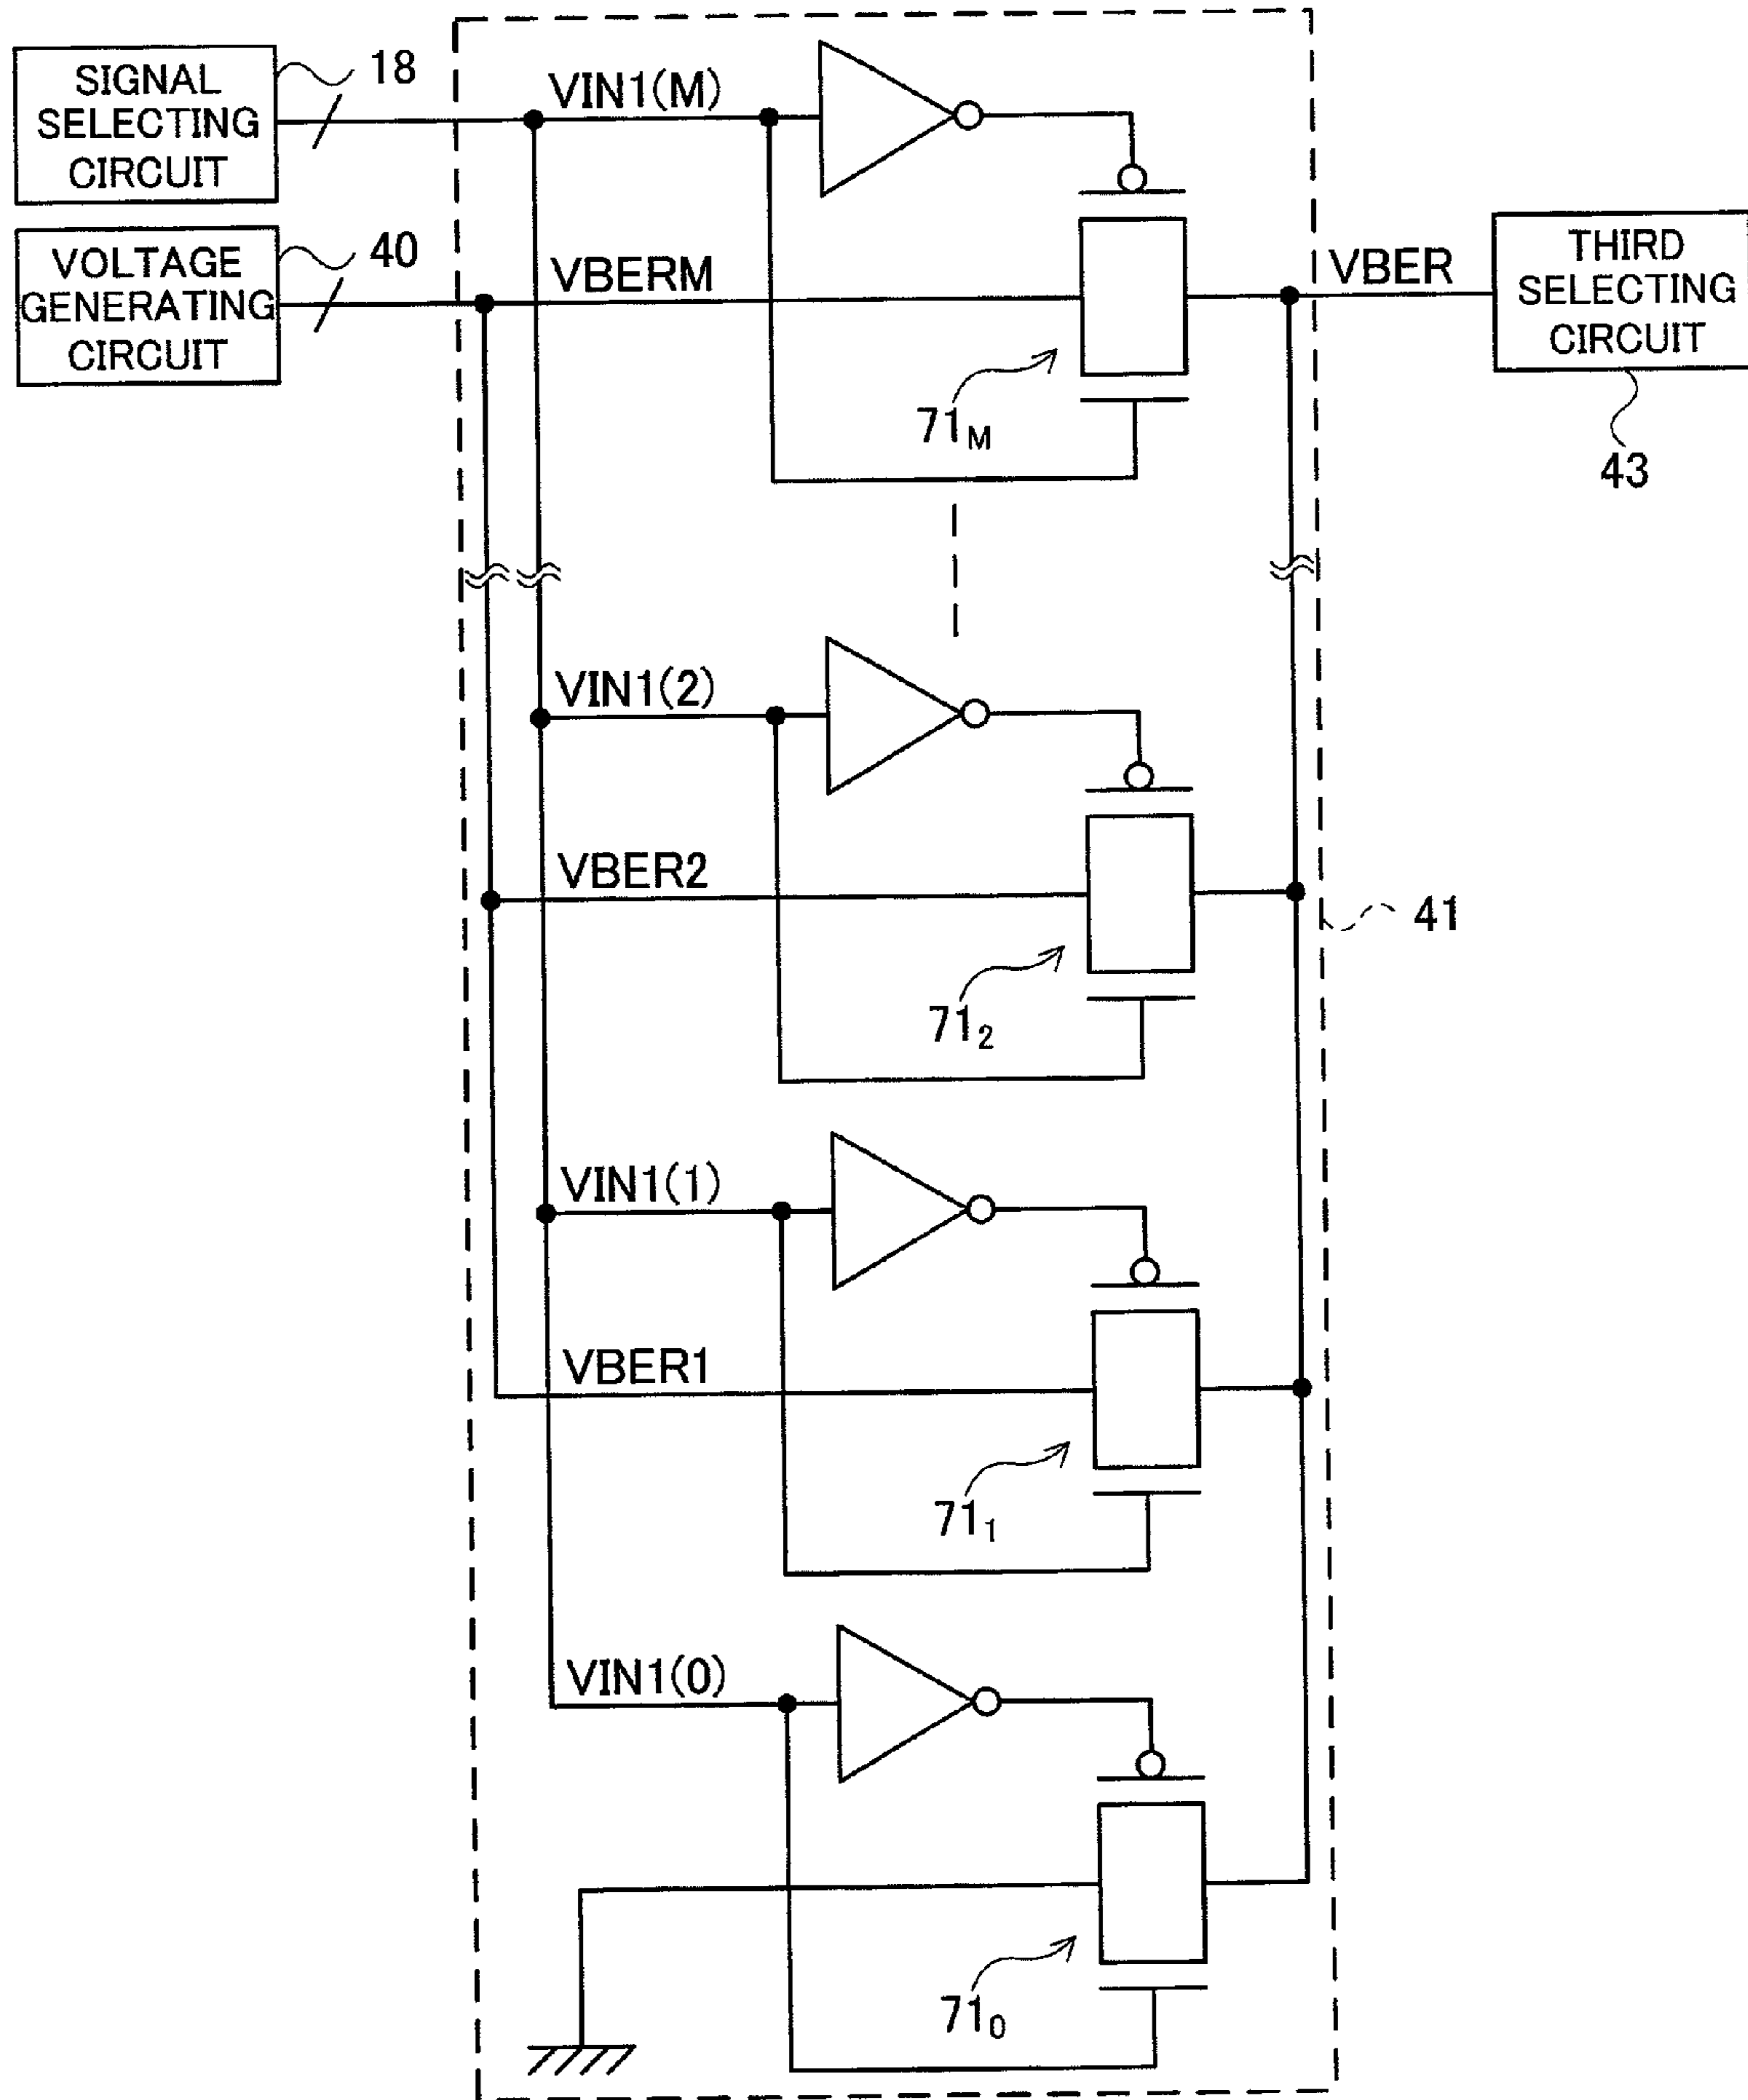 SIGNAL
SELECTING
CIRCUIT
18
VIN1(M)
VOLTAGE
GENERATING
CIRCUIT
40
VBERM
VBER
THIRD
SELECTING
CIRCUIT
43
71M
VIN1(2)
VBER2
41
712
VIN1(1)
VBER1
711
VIN1(0)
710